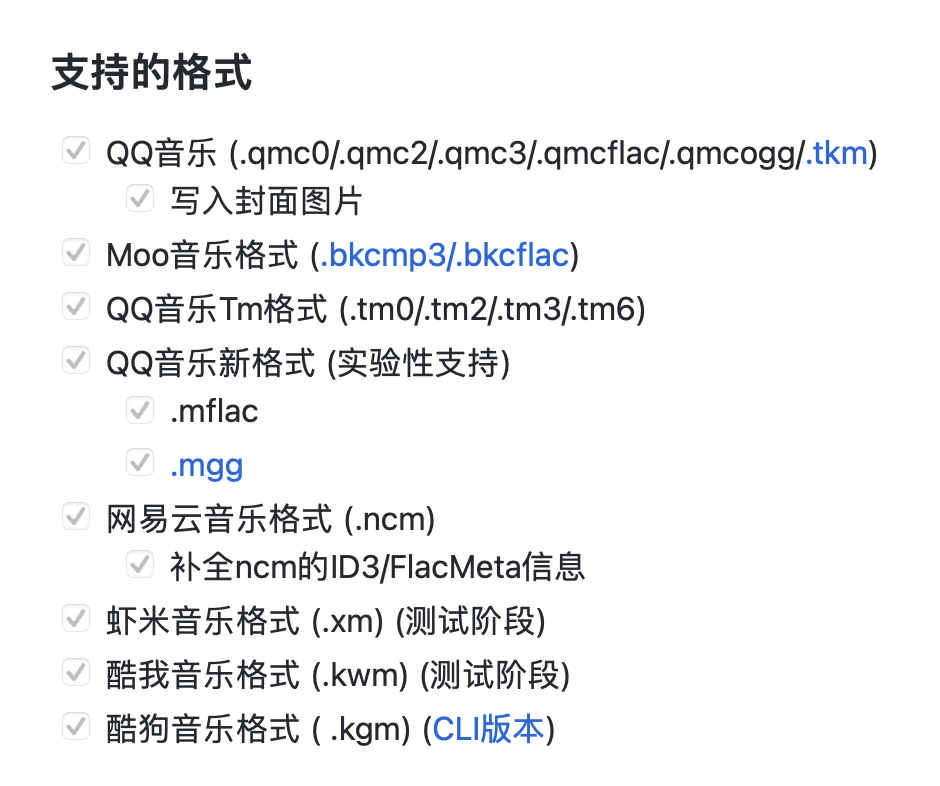 支持的格式
QQ音乐 (.qmc0/.qmc2/.qmc3/.qmcflac/.qmcogg/.tkm)
写入封面图片
Moo音乐格式 (.bkcmp3/.bkcflac)
QQ音乐Tm格式 (.tm0/.tm2/.tm3/.tm6)
QQ音乐新格式 (实验性支持)
.mflac
.mgg
网易云音乐格式 (.ncm)
补全ncm的ID3/FlacMeta信息
虾米音乐格式 (.xm) (测试阶段)
酷我音乐格式 (.kwm) (测试阶段)
酷狗音乐格式 ( .kgm) (CLI版本)